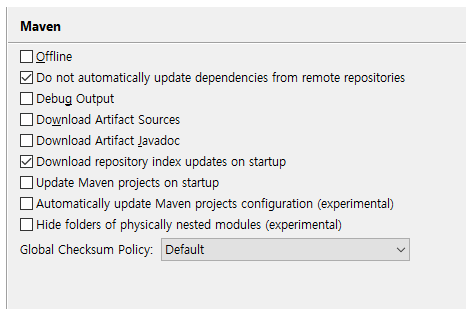 Maven
Offline
Do not automatically update dependencies from remote repositories
Debug Output
Download Artifact Sources
Download Artifact Javadoc
Download repository index updates on startup
Update Maven projects on startup
Automatically update Maven projects configuration (experimental)
Hide folders of physically nested modules (experimental)
Global Checksum Policy: Default